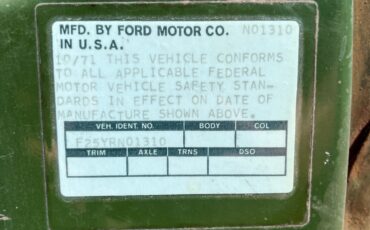 MFD. BY FORD MOTOR CO. N01310
IN U.S.A.
10/71 THIS VEHICLE CONFORMS
TO ALL APPLICABLE FEDERAL
MOTOR VEHICLE SAFETY STAN-
DARDS IN EFFECT ON DATE OF
MANUFACTURE SHOWN ABOVE.
VEH. IDENT. NO. BODY COL
F25YRN01310
TRIM AXLE TRNS DSO